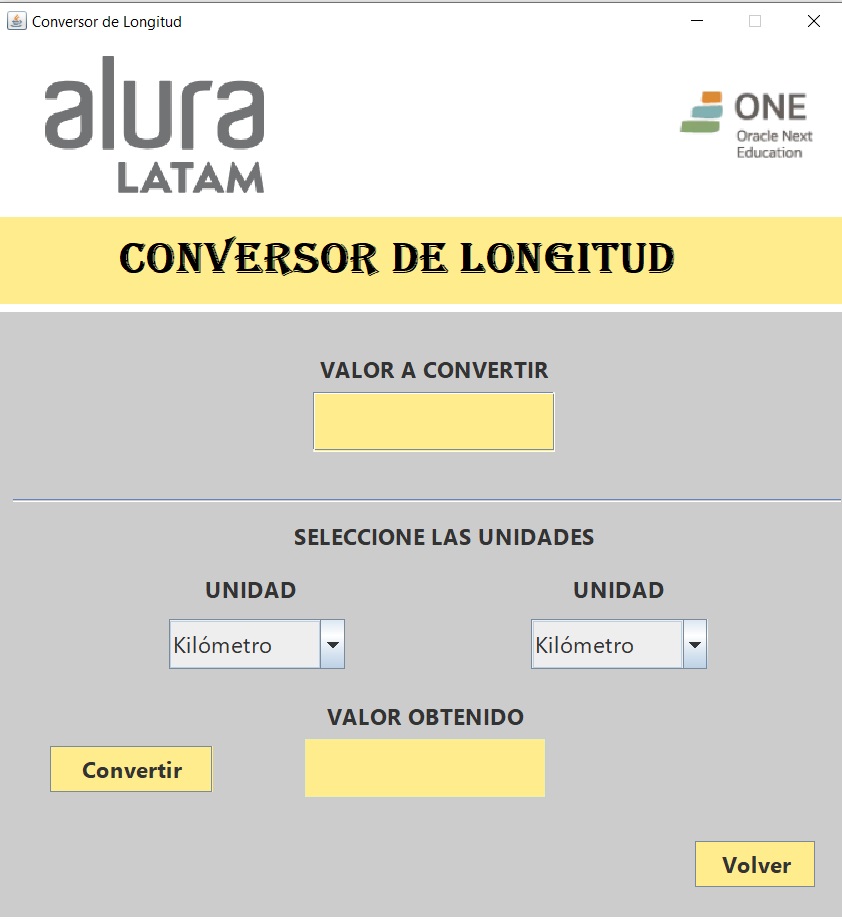 Conversor de Longitud
alura
LATAM
ONE
Oracle Next
Education
CONVERSOR DE LONGITUD
VALOR A CONVERTIR
SELECCIONE LAS UNIDADES
UNIDAD UNIDAD
Kilómetro Kilómetro
VALOR OBTENIDO
Convertir
Volver